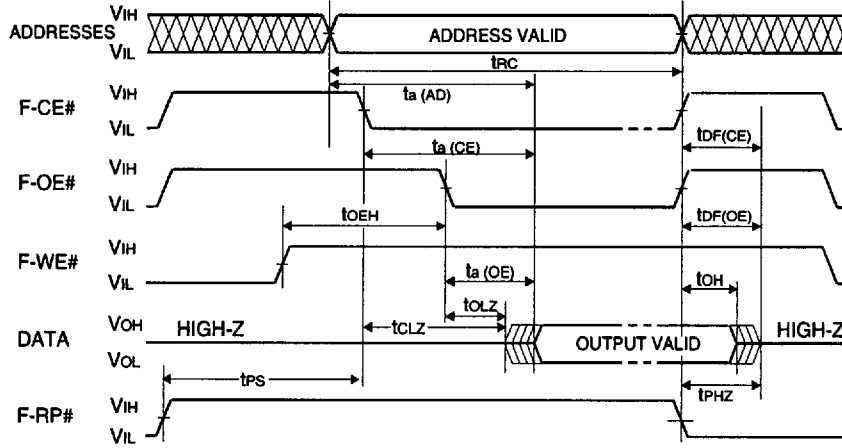 VIH
ADDRESSES
ADDRESS VALID
VIL
tRC
ta (AD)
VIH
F-CE#
VIL
tDF(CE)
ta (CE)
VIH
F-OE#
VIL
tOEH
tDF(OE)
VIH
F-WE#
VIL
ta (OE)
tOH
tOLZ
VOH
HIGH-Z
tCLZ
HIGH-Z
DATA
OUTPUT VALID
VOL
tPS
tPHZ
VIH
F-RP#
VIL